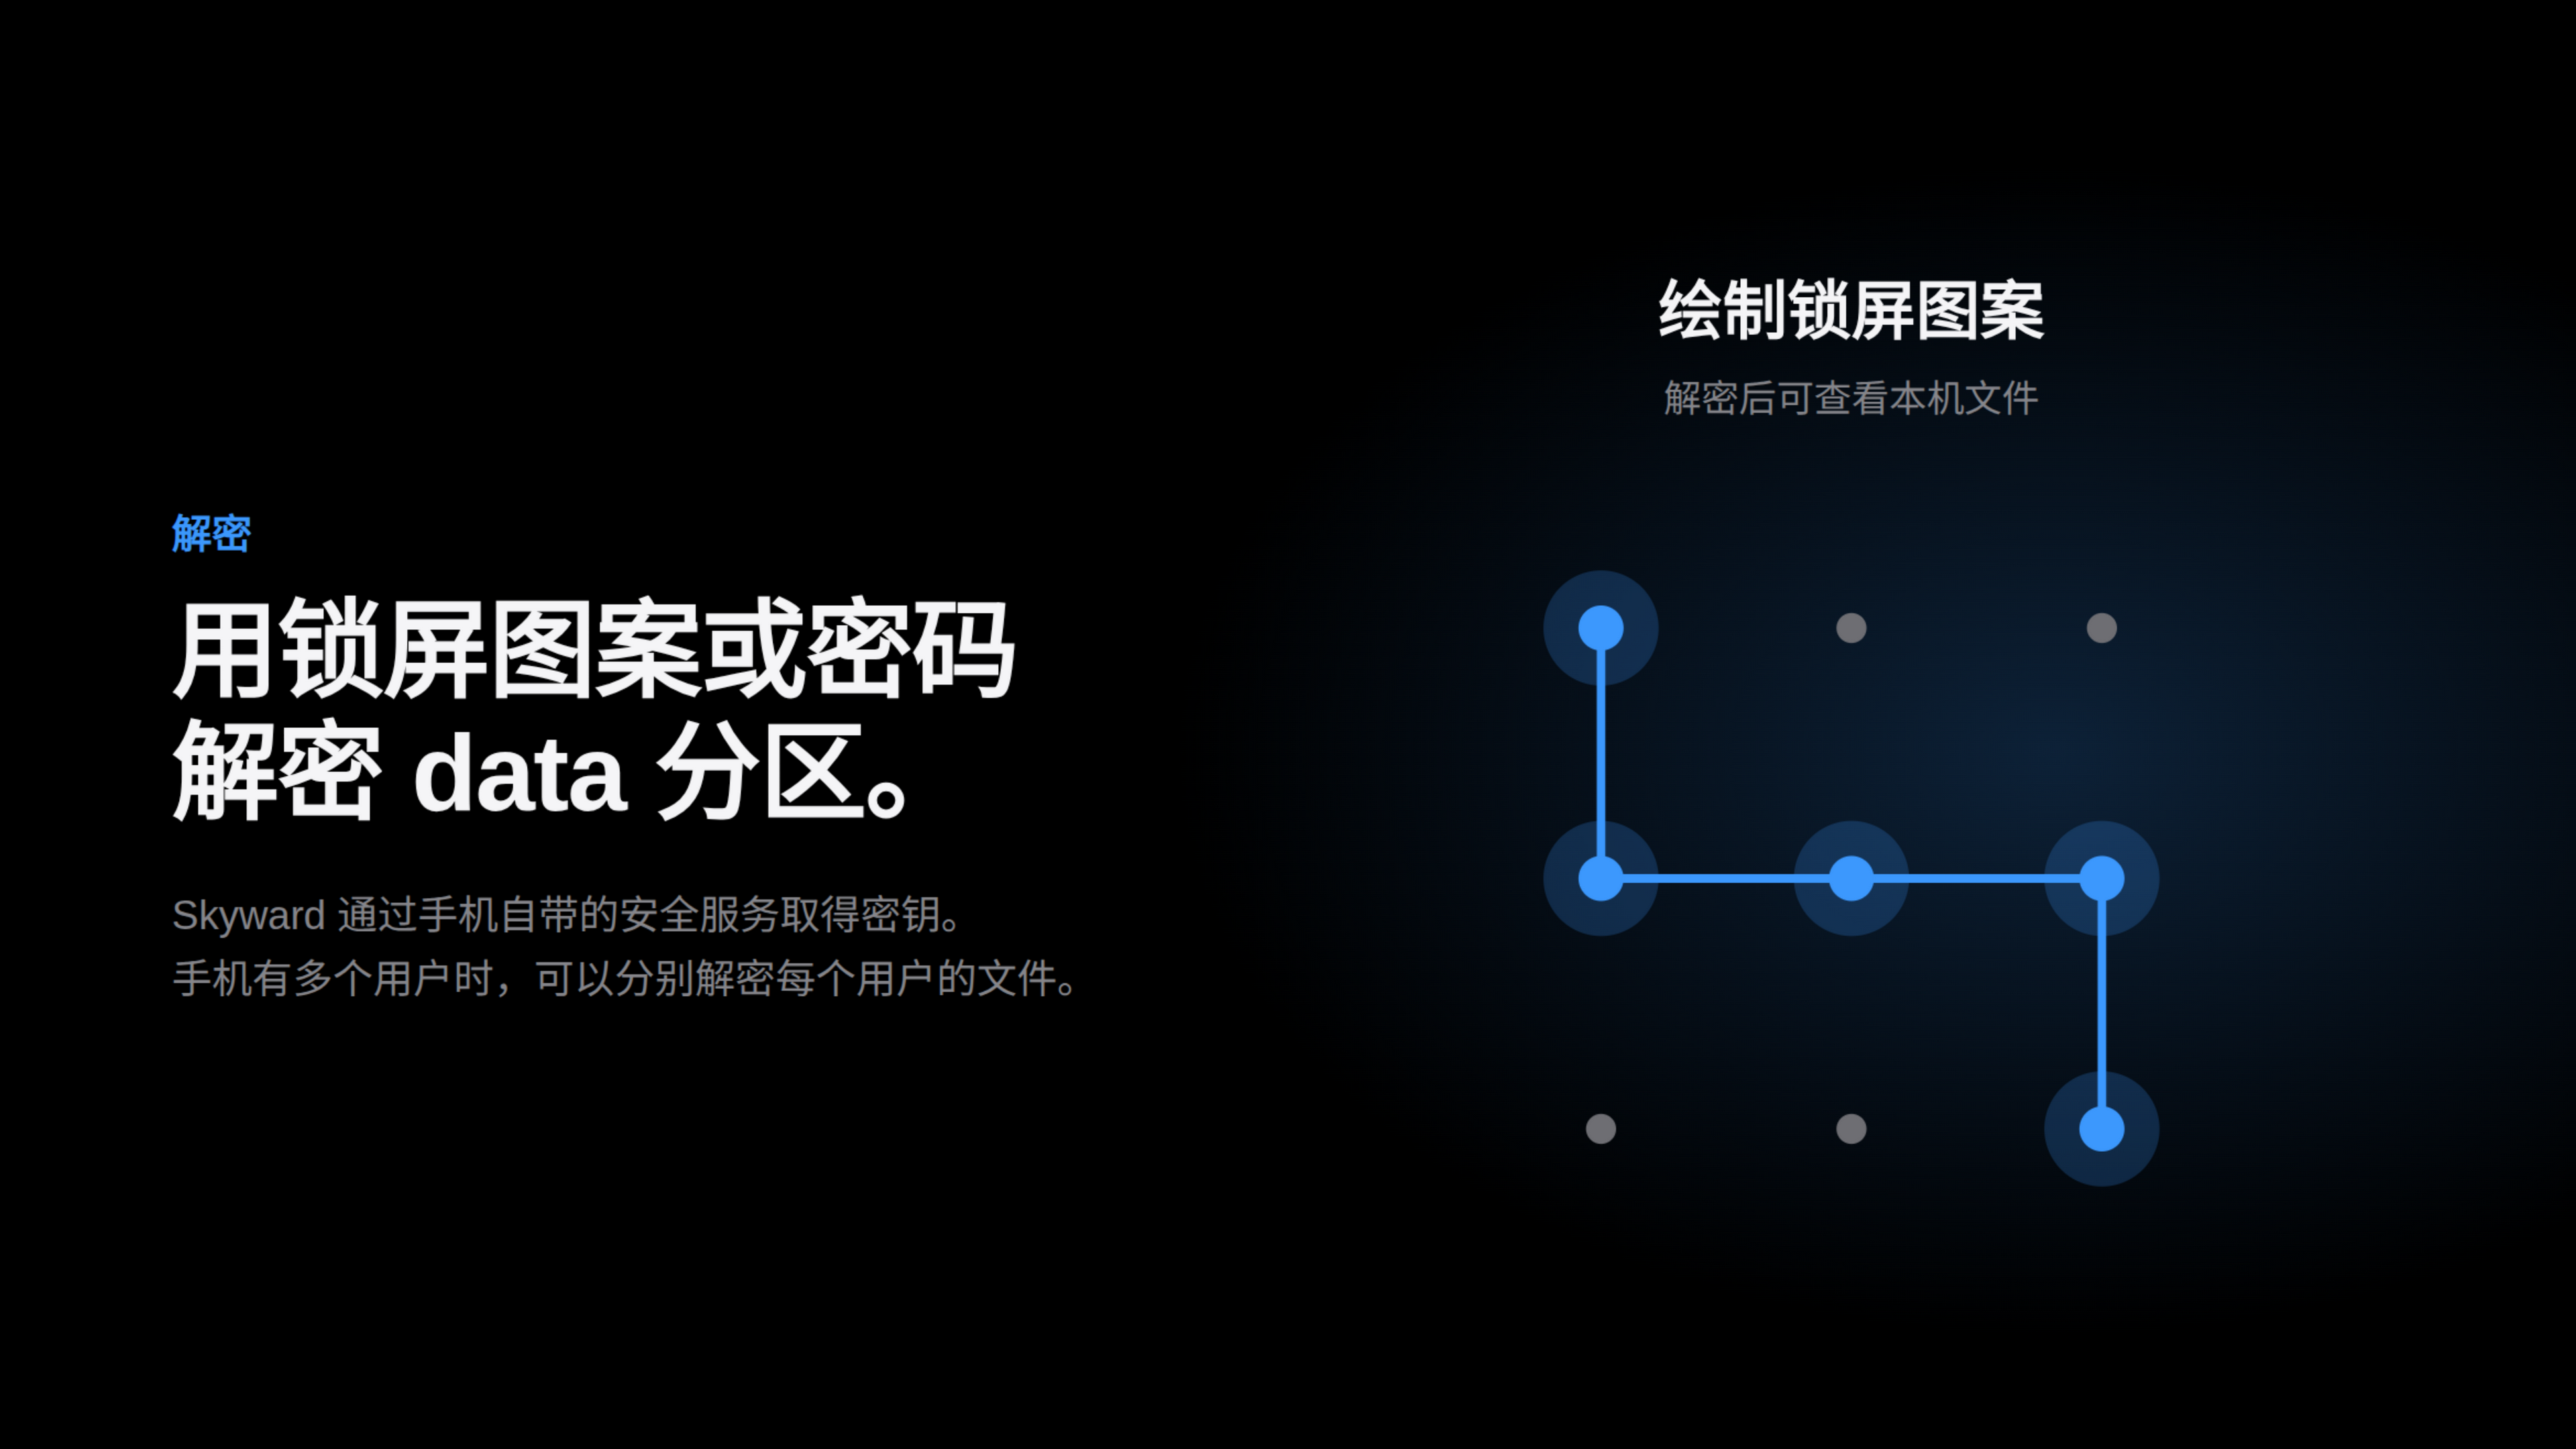 解密
用锁屏图案或密码
解密 data 分区。
Skyward 通过手机自带的安全服务取得密钥。
手机有多个用户时，可以分别解密每个用户的文件。
绘制锁屏图案
解密后可查看本机文件